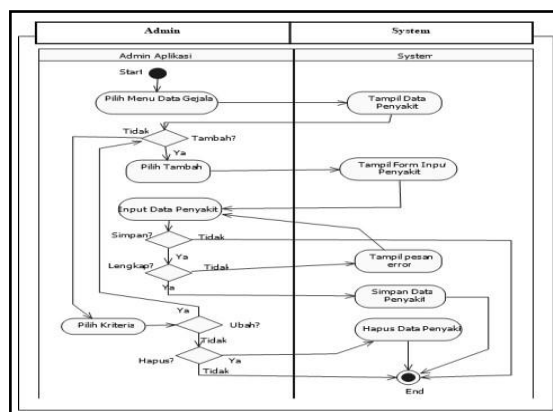 Admin
System
Admin Aplikasi
System
Start
Pilih Menu Data Gejala
Tampil Data
Penyakit
Tidak
Tambah?
Ya
Pilih Tambah
Tampil Form Input
Penyakit
Input Data Penyakit
Simpan?
Tidak
Ya
Lengkap?
Tidak
Tampil pesan
error
Ya
Simpan Data
Penyakit
Ya
Pilih Kriteria
Ubah?
Hapus Data Penyaki
Tidak
Hapus?
Ya
Tidak
End